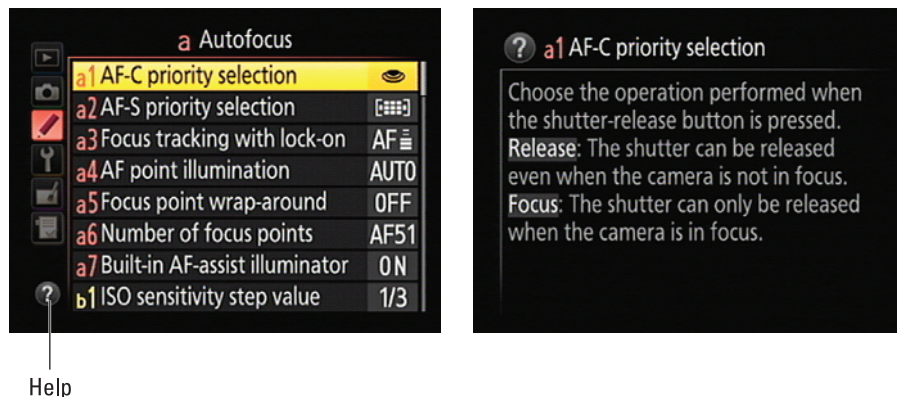 a Autofocus
a1 AF-C priority selection
a2 AF-S priority selection
a3 Focus tracking with lock-on AF
a4 AF point illumination AUTO
a5 Focus point wrap-around OFF
a6 Number of focus points AF51
a7 Built-in AF-assist illuminator ON
? b1 ISO sensitivity step value 1/3
Help
? a1 AF-C priority selection
Choose the operation performed when
the shutter-release button is pressed.
Release: The shutter can be released
even when the camera is not in focus.
Focus: The shutter can only be released
when the camera is in focus.